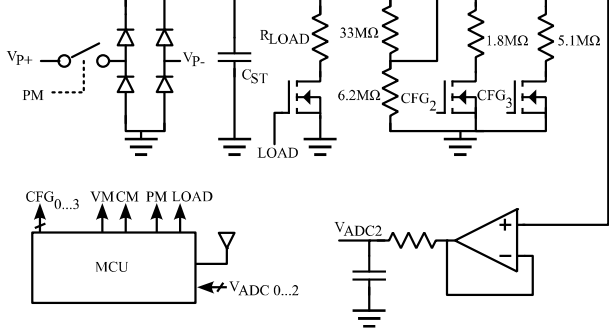 R_LOAD 33MΩ 1.8MΩ 5.1MΩ
V_P+ V_P- C_ST
PM 6.2MΩ CFG_2 CFG_3
LOAD
CFG_0...3 VM CM PM LOAD V_ADC2
+
MCU
−
V_ADC 0...2